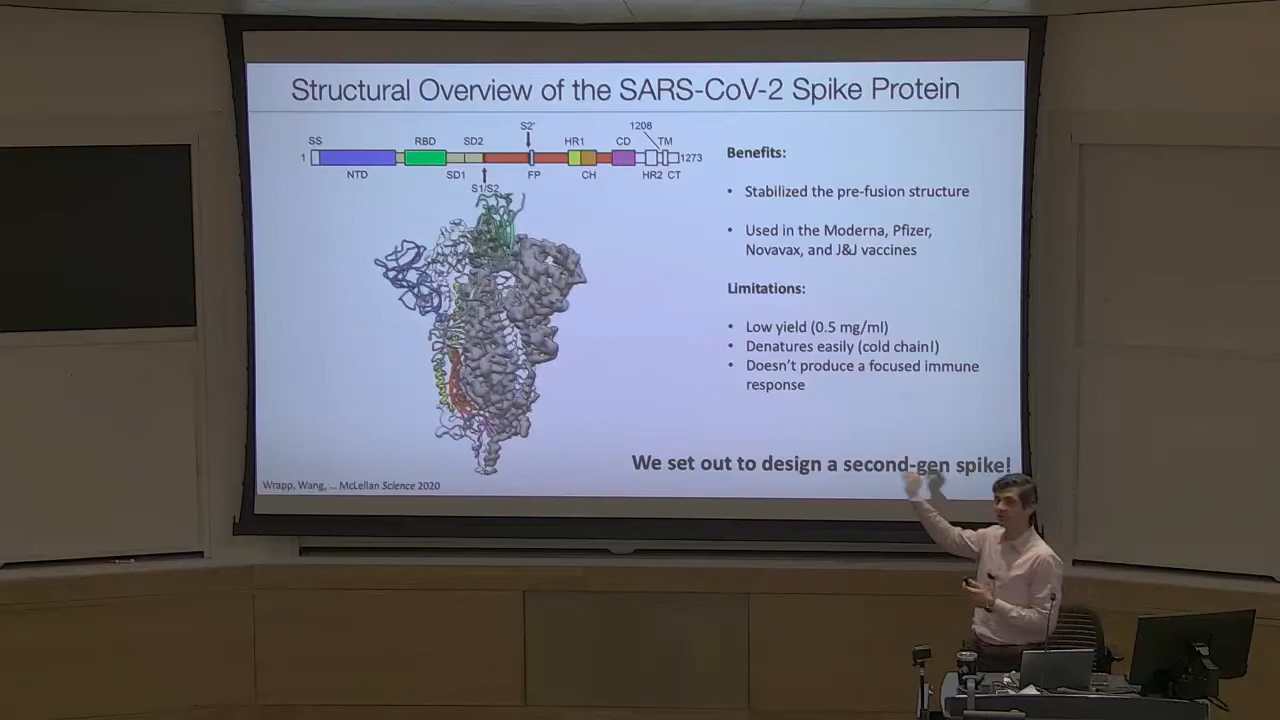 Structural Overview of the SARS-CoV-2 Spike Protein
S2' 1208
SS RBD SD2 HR1 CD TM
1 1273
NTD SD1 FP CH HR2 CT
S1/S2
Benefits:
• Stabilized the pre-fusion structure
• Used in the Moderna, Pfizer,
Novavax, and J&J vaccines
Limitations:
• Low yield (0.5 mg/ml)
• Denatures easily (cold chain!)
• Doesn't produce a focused immune
response
We set out to design a second-gen spike!
Wrapp, Wang, ... McLellan Science 2020